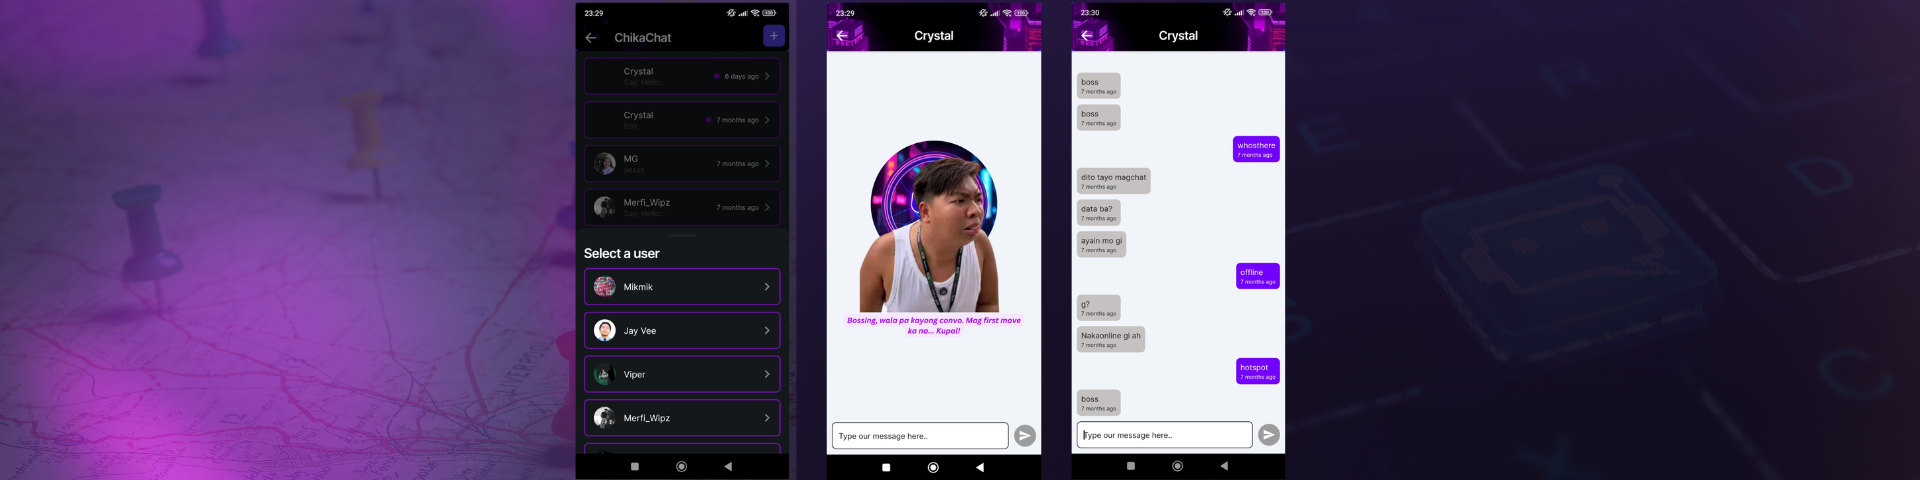 23:29
ChikaChat
Crystal
Say, Hello...
6 days ago
Crystal
bos
7 months ago
MG
yeisss
7 months ago
Merfi_Wipz
Say, Hello...
7 months ago
Select a user
Mikmik
Jay Vee
Viper
Merfi_Wipz
23:29
Crystal
Bossing, wala pa kayong convo. Mag first move
ka na... Kupal!
Type our message here..
23:30
Crystal
boss
7 months ago
boss
7 months ago
whosthere
7 months ago
dito tayo magchat
7 months ago
data ba?
7 months ago
ayain mo gi
7 months ago
offline
7 months ago
g?
7 months ago
Nakaonline gi ah
7 months ago
hotspot
7 months ago
boss
7 months ago
Type our message here..
E
D
S
C